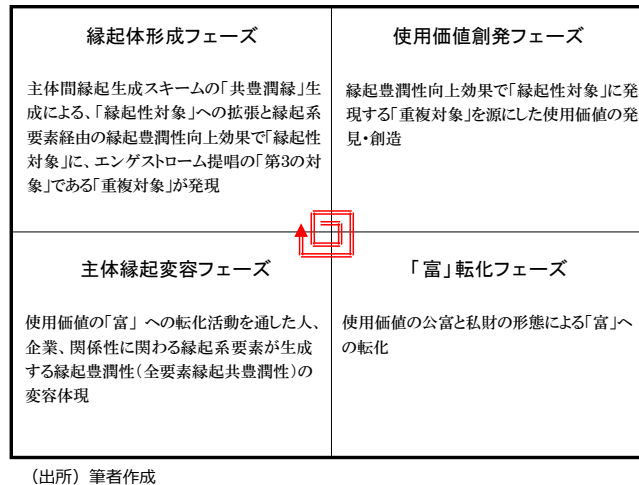 縁起体形成フェーズ
主体間縁起生成スキームの「共豊潤縁」生
成による、「縁起性対象」への拡張と縁起系
要素経由の縁起豊潤性向上効果で「縁起性
対象」に、エンゲストローム提唱の「第3の対
象」である「重複対象」が発現
使用価値創発フェーズ
縁起豊潤性向上効果で「縁起性対象」に発
現する「重複対象」を源にした使用価値の発
見・創造
主体縁起変容フェーズ
使用価値の「富」 への転化活動を通した人、
企業、関係性に関わる縁起系要素が生成
する縁起豊潤性(全要素縁起共豊潤性)の
変容体現
「富」転化フェーズ
使用価値の公富と私財の形態による「富」へ
の転化
(出所)筆者作成